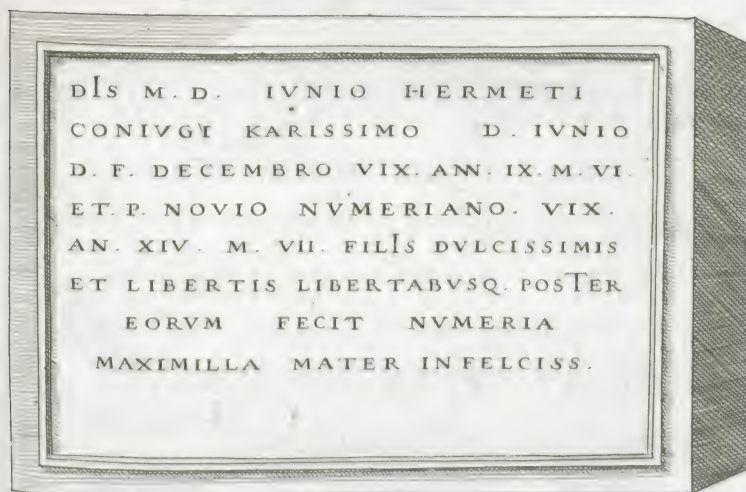 DIS M. D. IVNIO HERMETI
CONIVGI KARISSIMO D. IVNIO
D. F. DECEMBRO VIX. ANN. IX. M. VI.
ET. P. NOVIO NVMERIANO. VIX.
AN. XIV. M. VII. FILIS DVLCISSIMIS
ET LIBERTIS LIBERTABVSQ. POSTER
EORVM FECIT NVMERIA
MAXIMILLA MATER INFELCISS.